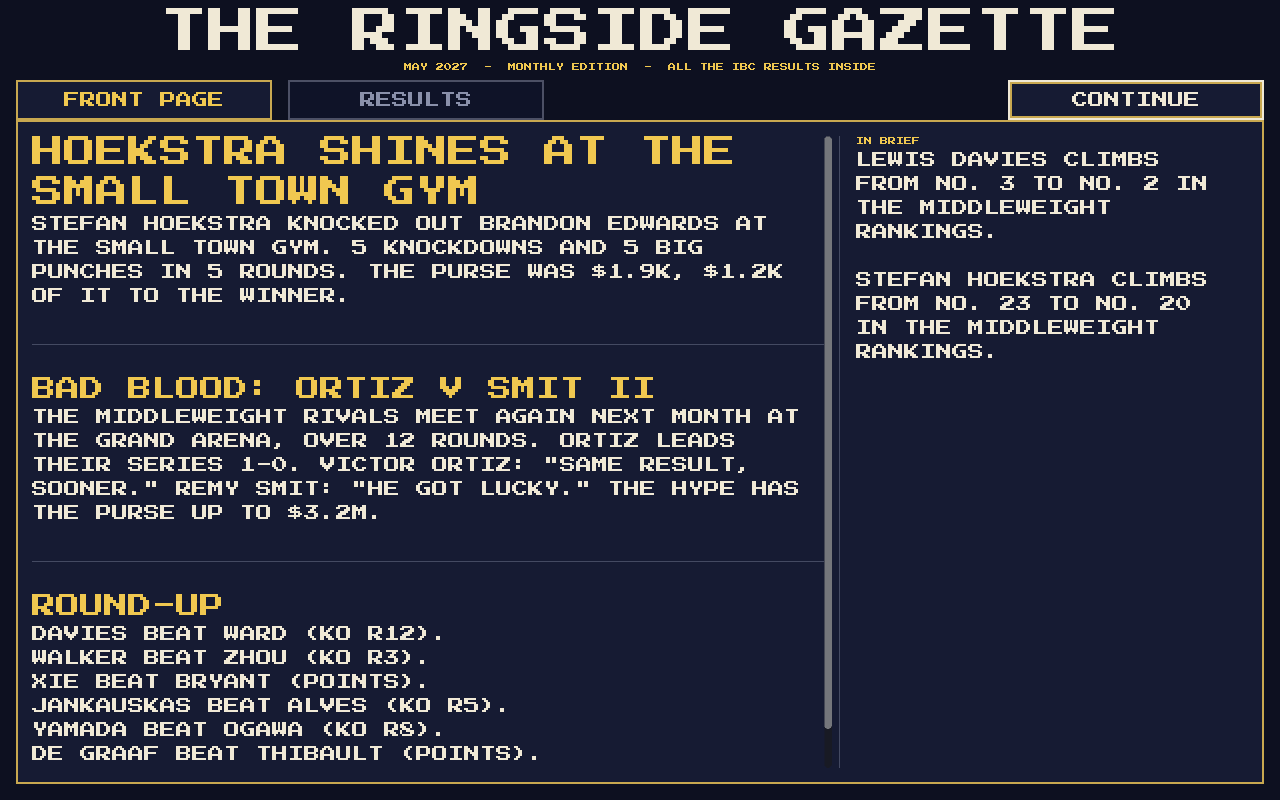 THE RINGSIDE GAZETTE
MAY 2027 - MONTHLY EDITION - ALL THE IBC RESULTS INSIDE
FRONT PAGE
RESULTS
CONTINUE
HOEKSTRA SHINES AT THE
SMALL TOWN GYM
STEFAN HOEKSTRA KNOCKED OUT BRANDON EDWARDS AT
THE SMALL TOWN GYM. 5 KNOCKDOWNS AND 5 BIG
PUNCHES IN 5 ROUNDS. THE PURSE WAS $1.9K, $1.2K
OF IT TO THE WINNER.
BAD BLOOD: ORTIZ V SMIT II
THE MIDDLEWEIGHT RIVALS MEET AGAIN NEXT MONTH AT
THE GRAND ARENA, OVER 12 ROUNDS. ORTIZ LEADS
THEIR SERIES 1-0. VICTOR ORTIZ: "SAME RESULT,
SOONER." REMY SMIT: "HE GOT LUCKY." THE HYPE HAS
THE PURSE UP TO $3.2M.
ROUND-UP
DAVIES BEAT WARD (KO R12).
WALKER BEAT ZHOU (KO R3).
XIE BEAT BRYANT (POINTS).
JANKAUSKAS BEAT ALVES (KO R5).
YAMADA BEAT OGAWA (KO R8).
DE GRAAF BEAT THIBAULT (POINTS).
IN BRIEF
LEWIS DAVIES CLIMBS
FROM NO. 3 TO NO. 2 IN
THE MIDDLEWEIGHT
RANKINGS.
STEFAN HOEKSTRA CLIMBS
FROM NO. 23 TO NO. 20
IN THE MIDDLEWEIGHT
RANKINGS.